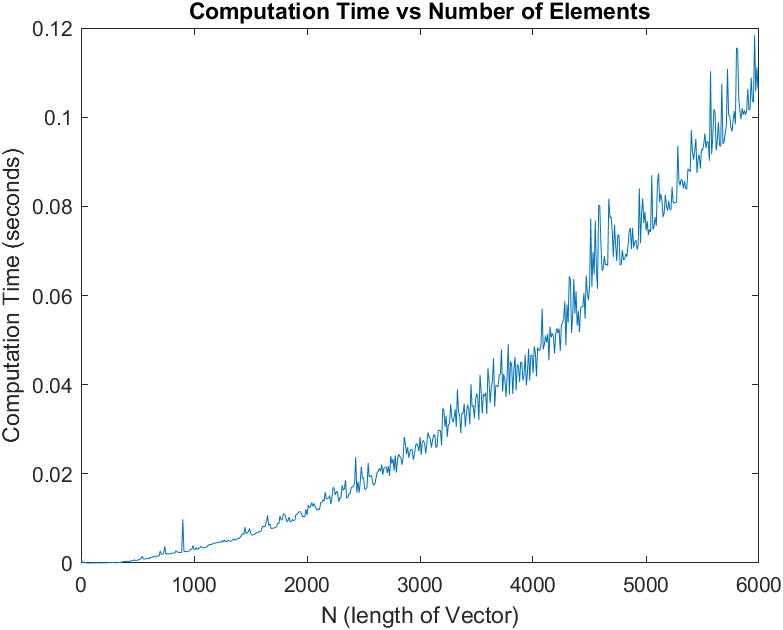 Computation Time vs Number of Elements
0.12
0.1
0.08
0.06
0.04
0.02
0
Computation Time (seconds)
0 1000 2000 3000 4000 5000 6000
N (length of Vector)